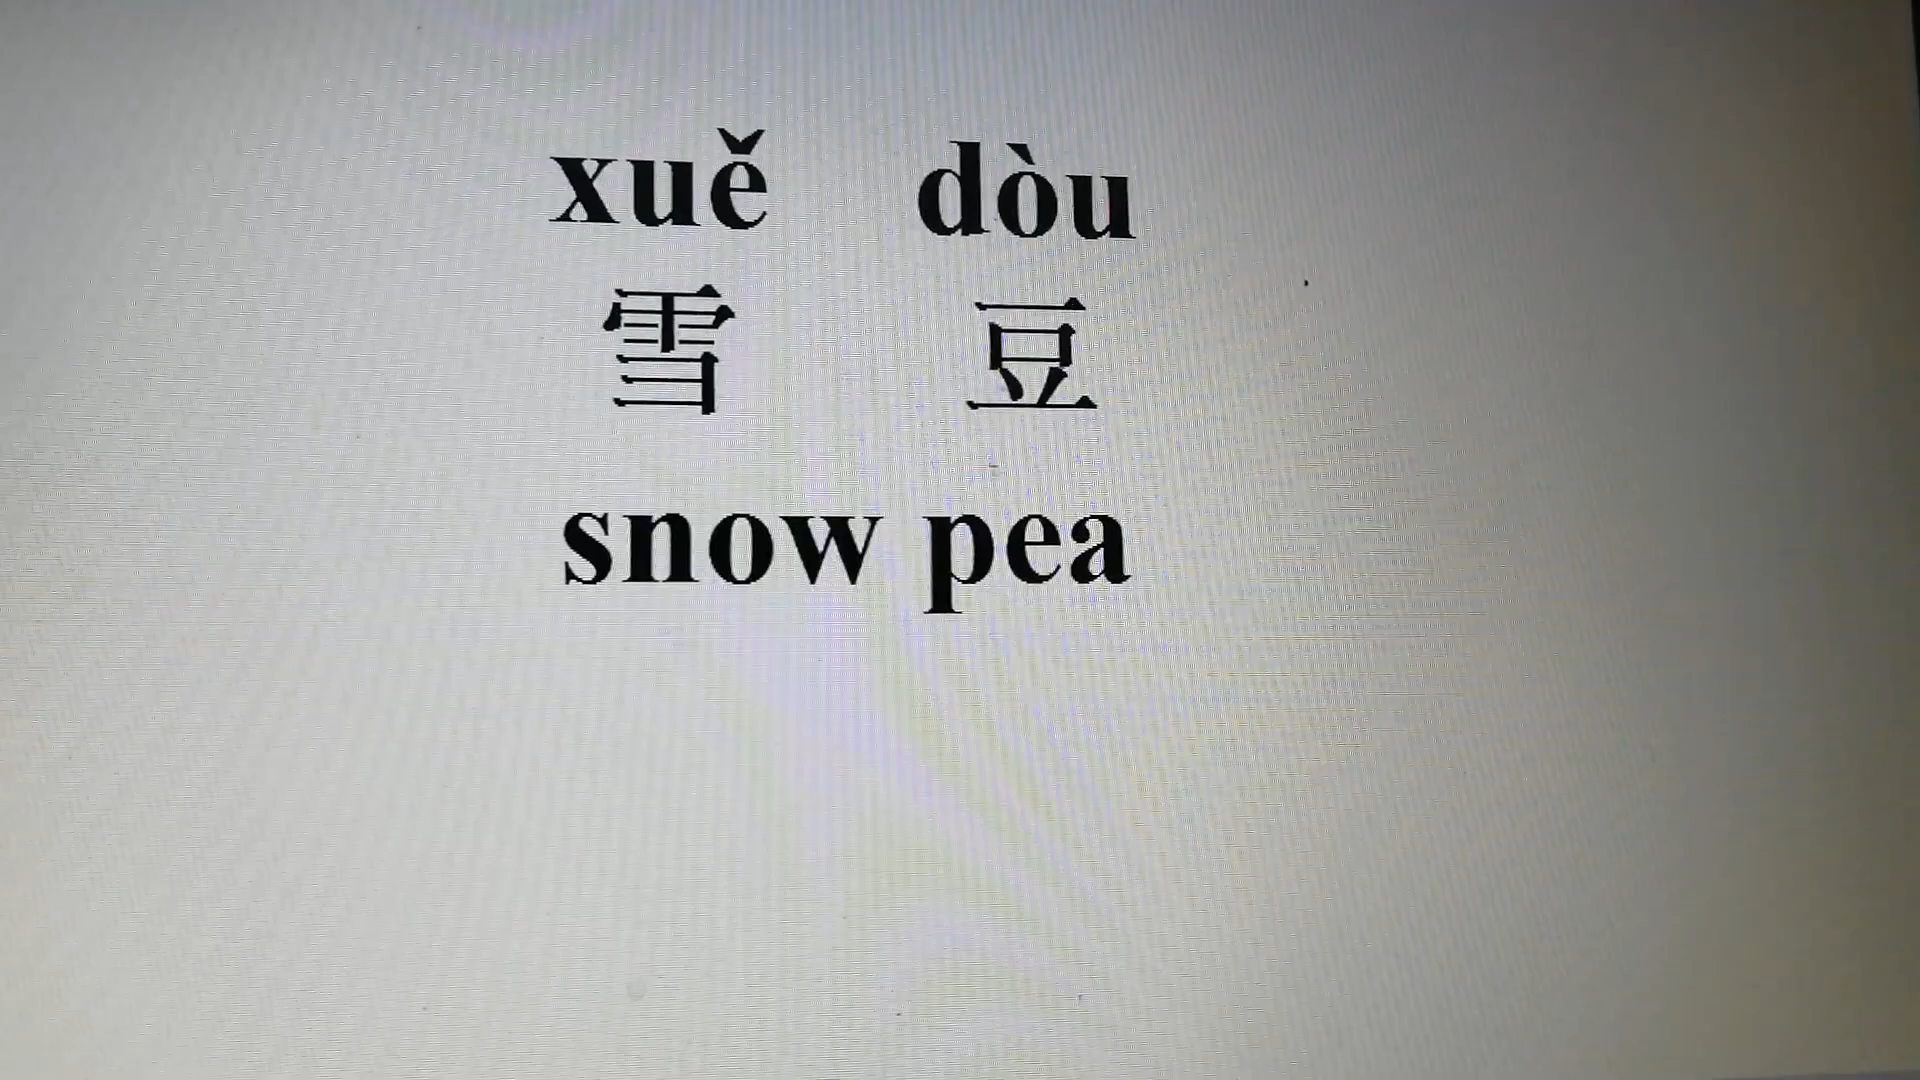 xuě dòu
雪 豆
snow pea